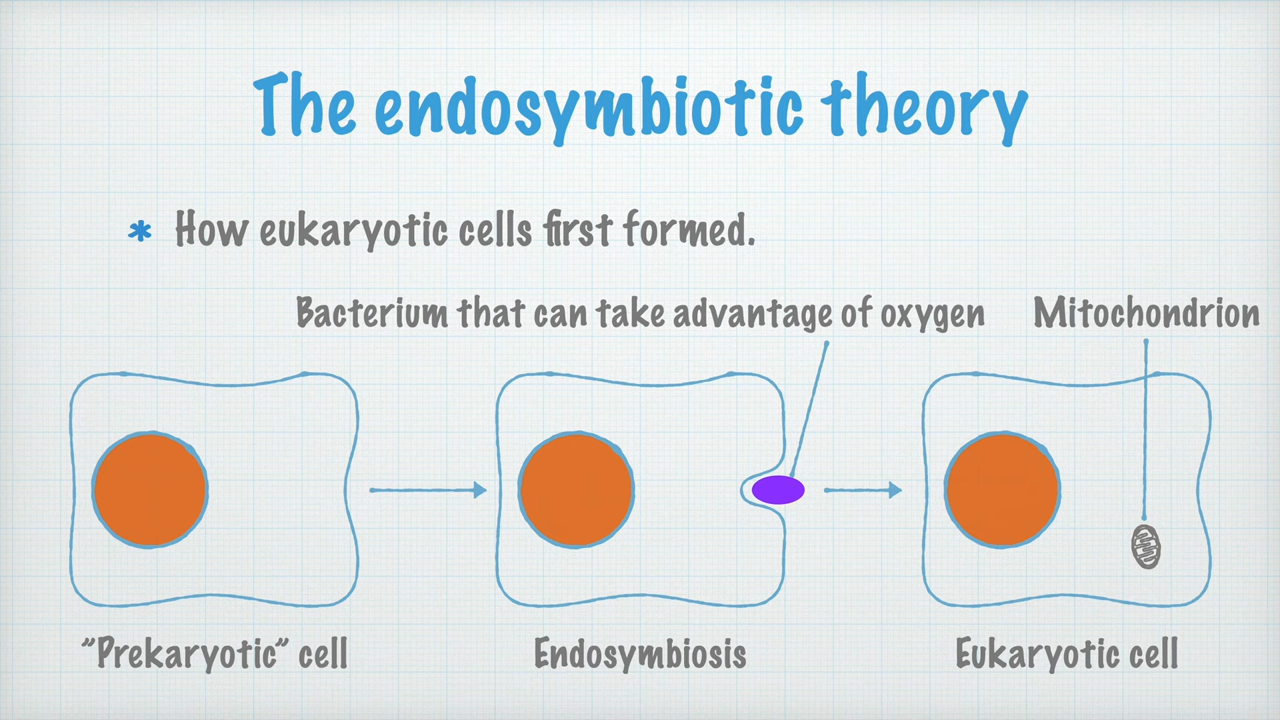 The endosymbiotic theory
* How eukaryotic cells first formed.
Bacterium that can take advantage of oxygen
Mitochondrion
”Prekaryotic” cell
Endosymbiosis
Eukaryotic cell